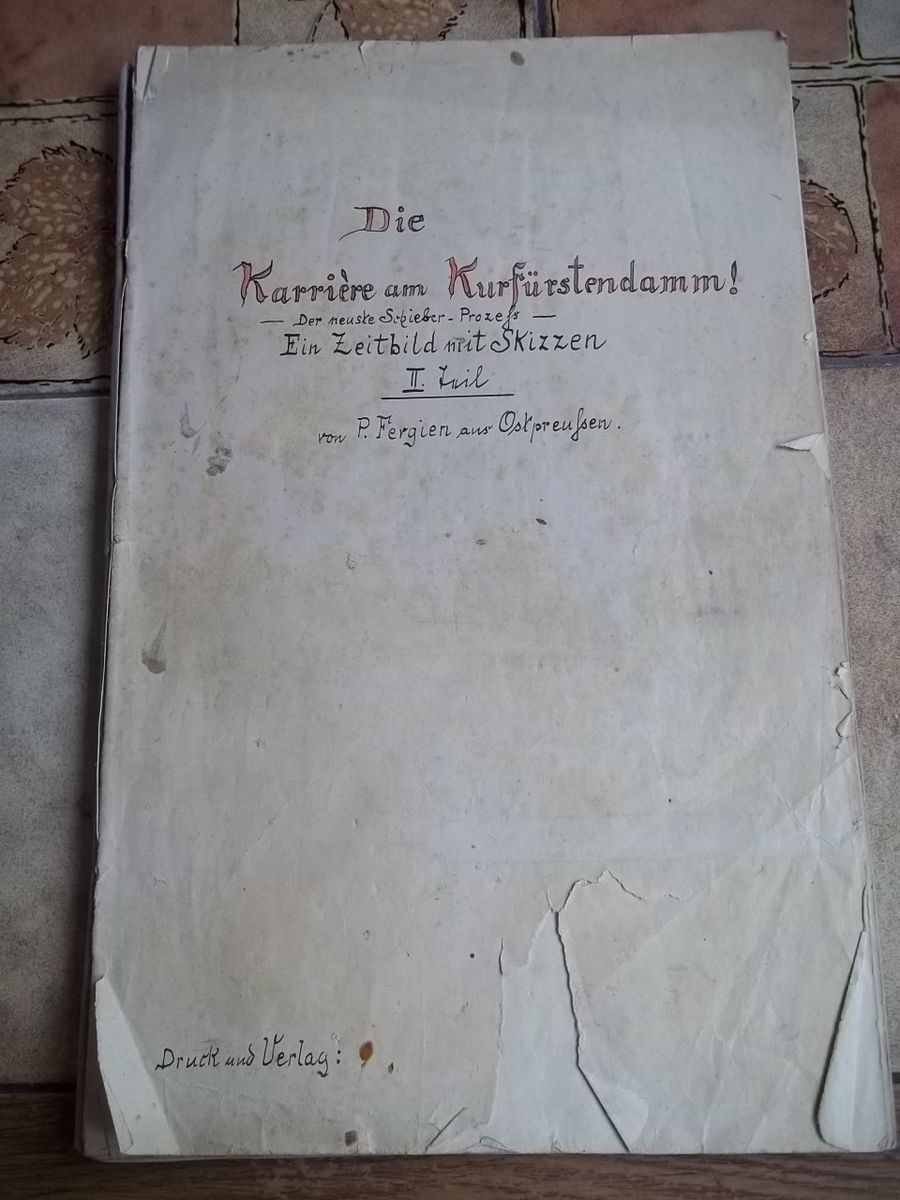 Die
Karrière am Kurfürstendamm!
— Der neuste Schieber-Prozeß —
Ein Zeitbild mit Skizzen
II. Teil
von P. Fergien aus Ostpreußen.
Druck und Verlag: